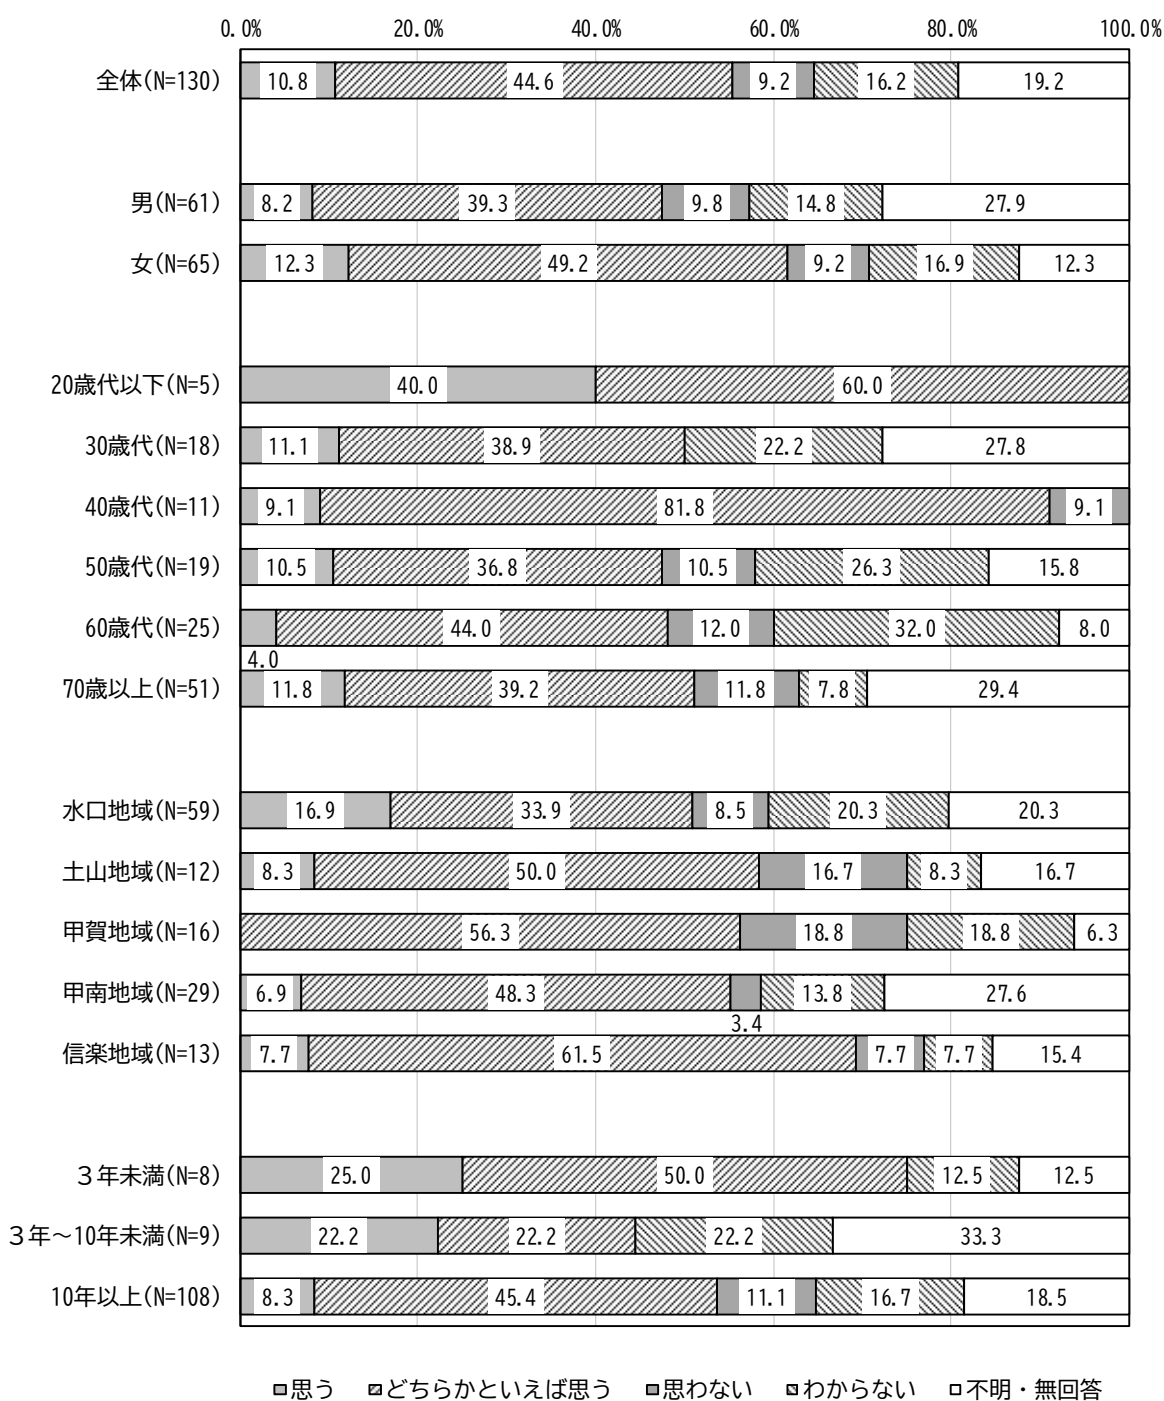 0.0% 20.0% 40.0% 60.0% 80.0% 100.0%
全体(N=130) 10.8 44.6 9.2 16.2 19.2
男(N=61) 8.2 39.3 9.8 14.8 27.9
女(N=65) 12.3 49.2 9.2 16.9 12.3
20歳代以下(N=5) 40.0 60.0
30歳代(N=18) 11.1 38.9 22.2 27.8
40歳代(N=11) 9.1 81.8 9.1
50歳代(N=19) 10.5 36.8 10.5 26.3 15.8
60歳代(N=25) 44.0 12.0 32.0 8.0
4.0
70歳以上(N=51) 11.8 39.2 11.8 7.8 29.4
水口地域(N=59) 16.9 33.9 8.5 20.3 20.3
土山地域(N=12) 8.3 50.0 16.7 8.3 16.7
甲賀地域(N=16) 56.3 18.8 18.8 6.3
甲南地域(N=29) 6.9 48.3 13.8 27.6
3.4
信楽地域(N=13) 7.7 61.5 7.7 7.7 15.4
３年未満(N=8) 25.0 50.0 12.5 12.5
３年～10年未満(N=9) 22.2 22.2 22.2 33.3
10年以上(N=108) 8.3 45.4 11.1 16.7 18.5
思う どちらかといえば思う 思わない わからない 不明・無回答